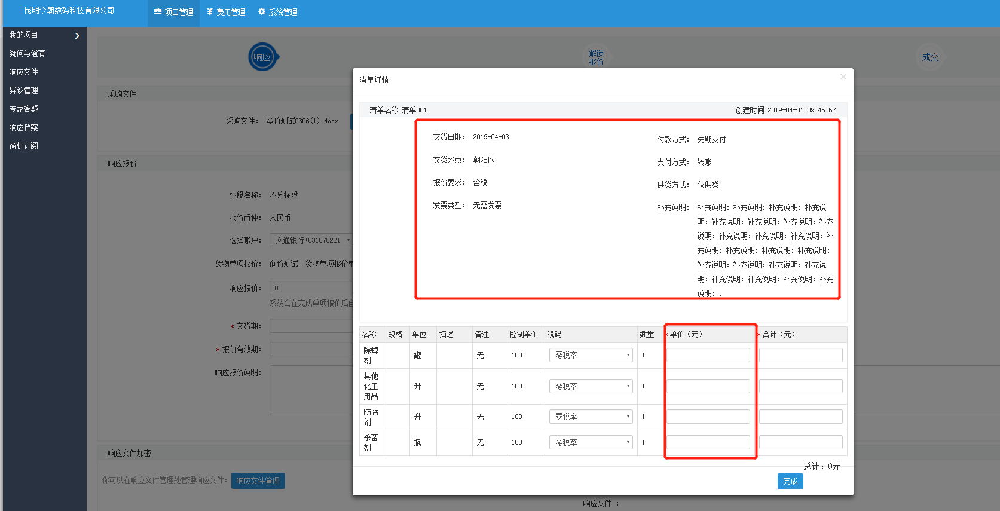 昆明今朝数码科技有限公司
项目管理
费用管理
系统管理
我的项目
疑问与澄清
响应文件
异议管理
专家答疑
响应档案
商机订阅
响应
解锁
报价
成交
采购文件
采购文件： 竞价测试0306(1).docx
响应报价
标段名称： 不分标段
报价币种： 人民币
选择账户： 交通银行(531078221
货物单项报价： 询价测试一货物单项报价单
响应报价： 0
系统会在完成单项报价后自
* 交货期：
* 报价有效期：
响应报价说明：
响应文件加密
你可以在响应文件管理处管理响应文件： 响应文件管理
响应文件 ：
清单详情
×
清单名称:清单001
创建时间:2019-04-01 09:45:57
交货日期： 2019-04-03
交货地点： 朝阳区
报价要求： 含税
发票类型： 无需发票
付款方式： 先期支付
支付方式： 转账
供货方式： 仅供货
补充说明： 补充说明：补充说明：补充说明：补充说
明：补充说明：补充说明：补充说明：补充
说明：补充说明：补充说明：补充说明：补
充说明：补充说明：补充说明：补充说明：
补充说明：补充说明：补充说明：补充说
明：补充说明：补充说明：补充说明：补充
说明：v
名称 规格 单位 描述 备注 控制单价 税码 数量 * 单价（元） * 合计（元）
除蟑
剂
罐 无 100 零税率 1
其他
化工
用品
升 无 100 零税率 1
防腐
剂
升 无 100 零税率 1
杀菌
剂
瓶 无 100 零税率 1
总计：0元
完成